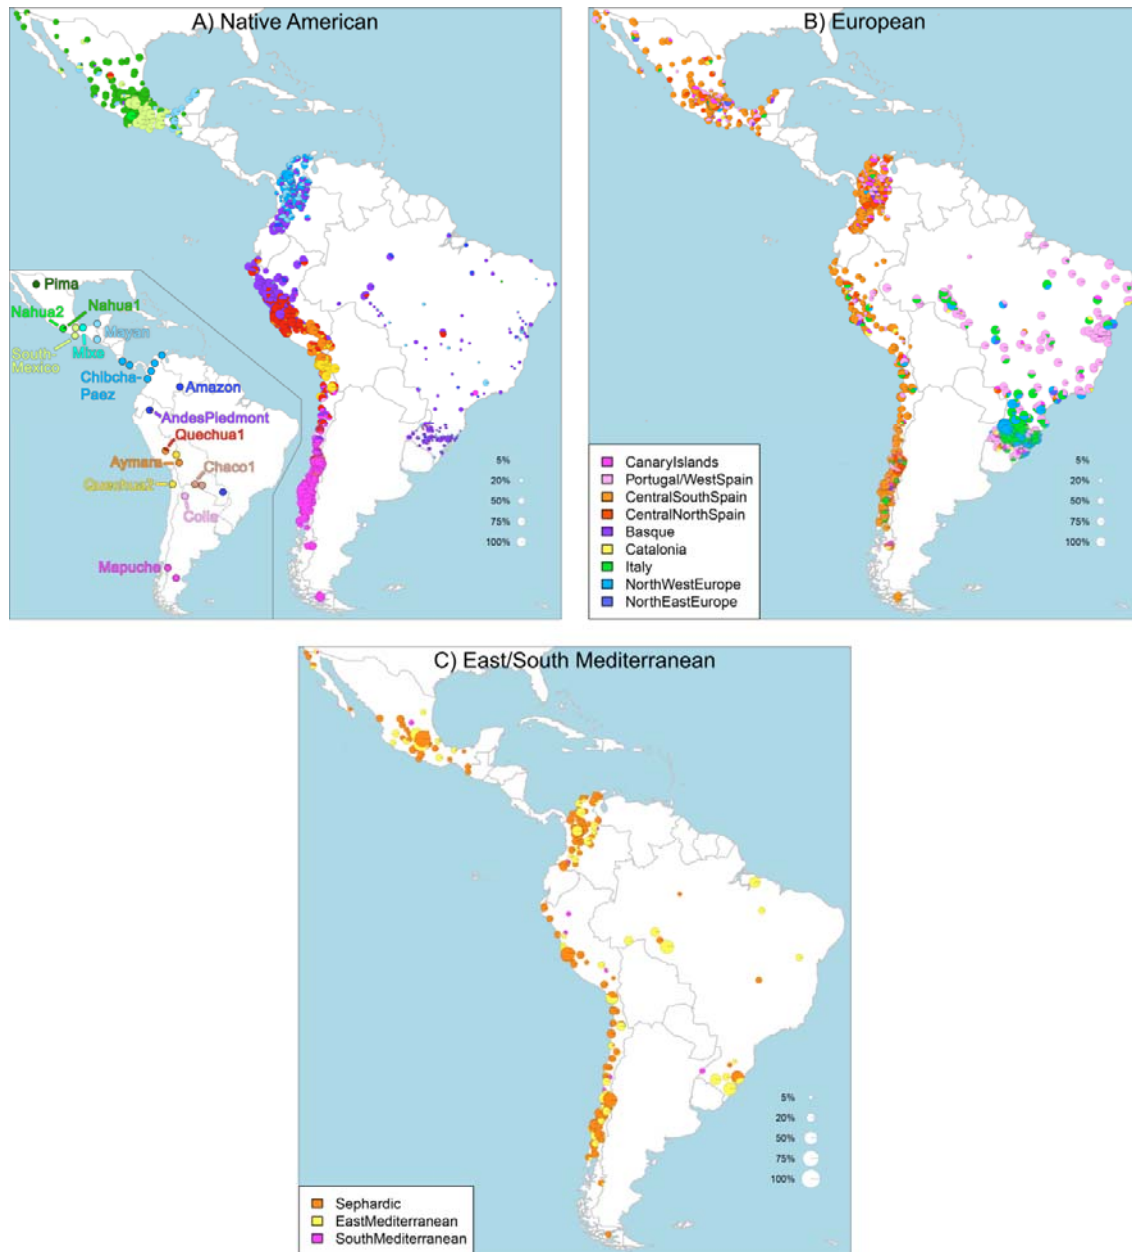 A) Native American
Pima
Nahua2
Nahua1
Mayan
South-
Mexico
Mixe
Chibcha-
Paez
Amazon
AndesPiedmont
Quechua1
Aymara
Chaco1
Quechua2
Colla
Mapuche
5%
20%
50%
75%
100%
B) European
CanaryIslands
Portugal/WestSpain
CentralSouthSpain
CentralNorthSpain
Basque
Catalonia
Italy
NorthWestEurope
NorthEastEurope
5%
20%
50%
75%
100%
C) East/South Mediterranean
Sephardic
EastMediterranean
SouthMediterranean
5%
20%
50%
75%
100%